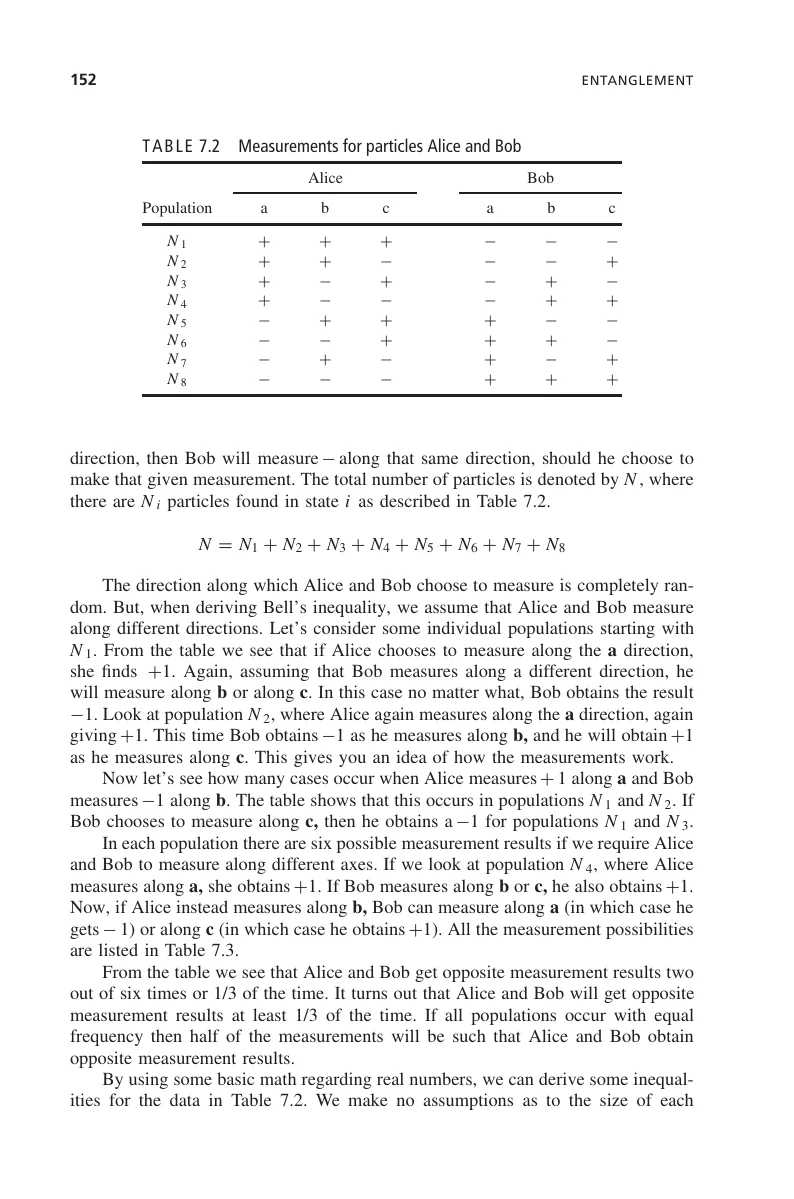 152 ENTANGLEMENT
TABLE 7.2 Measurements for particles Alice and Bob
Alice Bob
Population a b c a b c
N1 + + + − − −
N2 + + − − − +
N3 + − + − + −
N4 + − − − + +
N5 − + + + − −
N6 − − + + + −
N7 − + − + − +
N8 − − − + + +
direction, then Bob will measure − along that same direction, should he choose to
make that given measurement. The total number of particles is denoted by N, where
there are Ni particles found in state i as described in Table 7.2.
N = N1 + N2 + N3 + N4 + N5 + N6 + N7 + N8
The direction along which Alice and Bob choose to measure is completely ran-
dom. But, when deriving Bell's inequality, we assume that Alice and Bob measure
along different directions. Let's consider some individual populations starting with
N1. From the table we see that if Alice chooses to measure along the a direction,
she finds +1. Again, assuming that Bob measures along a different direction, he
will measure along b or along c. In this case no matter what, Bob obtains the result
−1. Look at population N2, where Alice again measures along the a direction, again
giving +1. This time Bob obtains −1 as he measures along b, and he will obtain +1
as he measures along c. This gives you an idea of how the measurements work.
Now let's see how many cases occur when Alice measures + 1 along a and Bob
measures −1 along b. The table shows that this occurs in populations N1 and N2. If
Bob chooses to measure along c, then he obtains a −1 for populations N1 and N3.
In each population there are six possible measurement results if we require Alice
and Bob to measure along different axes. If we look at population N4, where Alice
measures along a, she obtains +1. If Bob measures along b or c, he also obtains +1.
Now, if Alice instead measures along b, Bob can measure along a (in which case he
gets − 1) or along c (in which case he obtains +1). All the measurement possibilities
are listed in Table 7.3.
From the table we see that Alice and Bob get opposite measurement results two
out of six times or 1/3 of the time. It turns out that Alice and Bob will get opposite
measurement results at least 1/3 of the time. If all populations occur with equal
frequency then half of the measurements will be such that Alice and Bob obtain
opposite measurement results.
By using some basic math regarding real numbers, we can derive some inequal-
ities for the data in Table 7.2. We make no assumptions as to the size of each